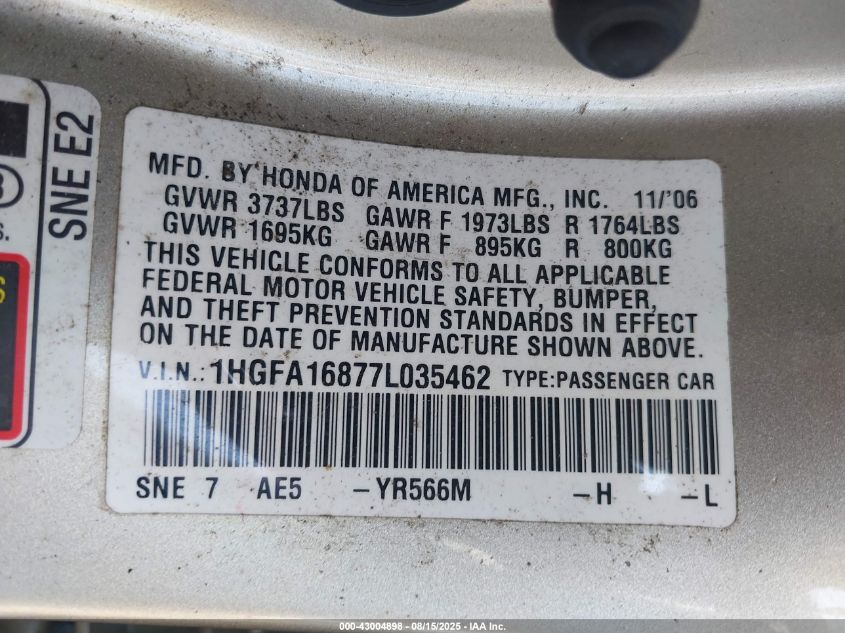 SNE E2
S.
S
MFD. BY HONDA OF AMERICA MFG., INC. 11/'06
GVWR 3737LBS GAWR F 1973LBS R 1764LBS
GVWR 1695KG GAWR F 895KG R 800KG
THIS VEHICLE CONFORMS TO ALL APPLICABLE
FEDERAL MOTOR VEHICLE SAFETY, BUMPER,
AND THEFT PREVENTION STANDARDS IN EFFECT
ON THE DATE OF MANUFACTURE SHOWN ABOVE.
V.I.N.: 1HGFA16877L035462 TYPE:PASSENGER CAR
SNE 7 AE5 -YR566M -H -L
000-43004898 - 08/15/2025 - IAA Inc.